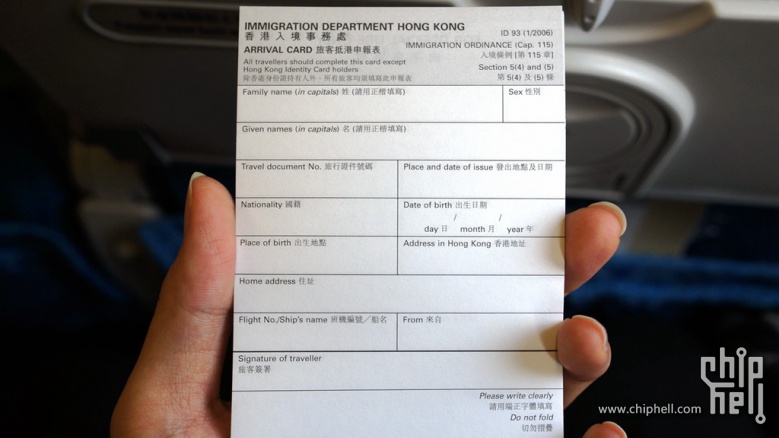 IMMIGRATION DEPARTMENT HONG KONG
香港入境事務處
ID 93 (1/2006)
ARRIVAL CARD 旅客抵港申報表
IMMIGRATION ORDINANCE (Cap. 115)
入境條例 [第 115 章]
All travellers should complete this card except
Hong Kong Identity Card holders
除香港身份證持有人外，所有旅客均須填寫此申報表
Section 5(4) and (5)
第 5(4) 及 (5) 條
Family name (in capitals) 姓 (請用正楷填寫)
Sex 性別
Given names (in capitals) 名 (請用正楷填寫)
Travel document No. 旅行證件號碼
Place and date of issue 發出地點及日期
Nationality 國籍
Date of birth 出生日期
/ /
day 日 month 月 year 年
Place of birth 出生地點
Address in Hong Kong 香港地址
Home address 住址
Flight No./Ship's name 班機編號／船名
From 來自
Signature of traveller
旅客簽署
Please write clearly
請用端正字體填寫
Do not fold
切勿摺疊
www.chiphell.com
chip
hell